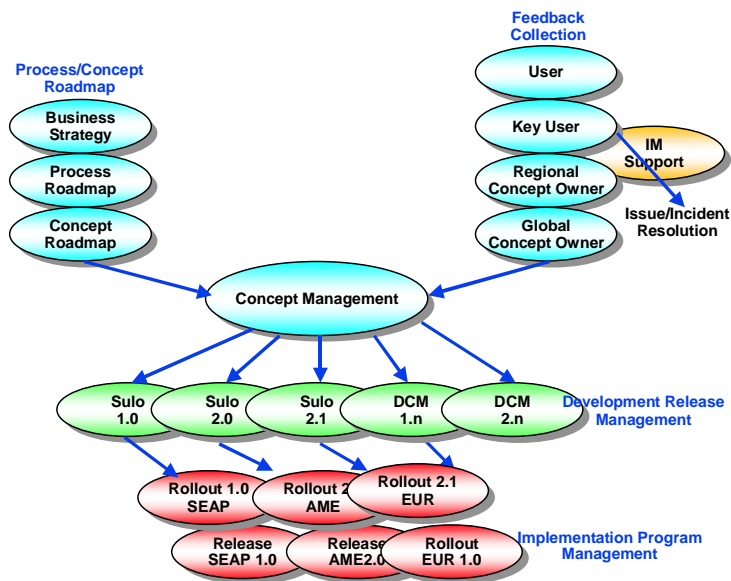 Feedback
Collection
Process/Concept
Roadmap
User
Business
Strategy
Key User
IM
Support
Process
Roadmap
Regional
Concept Owner
Issue/Incident
Resolution
Concept
Roadmap
Global
Concept Owner
Concept Management
Sulo
1.0
Sulo
2.0
Sulo
2.1
DCM
1.n
DCM
2.n
Development Release
Management
Rollout 1.0
SEAP
Rollout 2
AME
Rollout 2.1
EUR
Release
SEAP 1.0
Release
AME2.0
Rollout
EUR 1.0
Implementation Program
Management